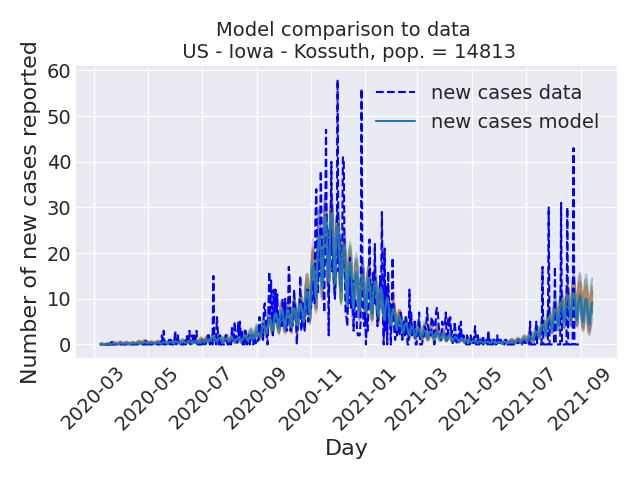 Model comparison to data
US - Iowa - Kossuth, pop. = 14813
Number of new cases reported
60
50
40
30
20
10
0
new cases data
new cases model
2020-03
2020-05
2020-07
2020-09
2020-11
2021-01
2021-03
2021-05
2021-07
2021-09
Day